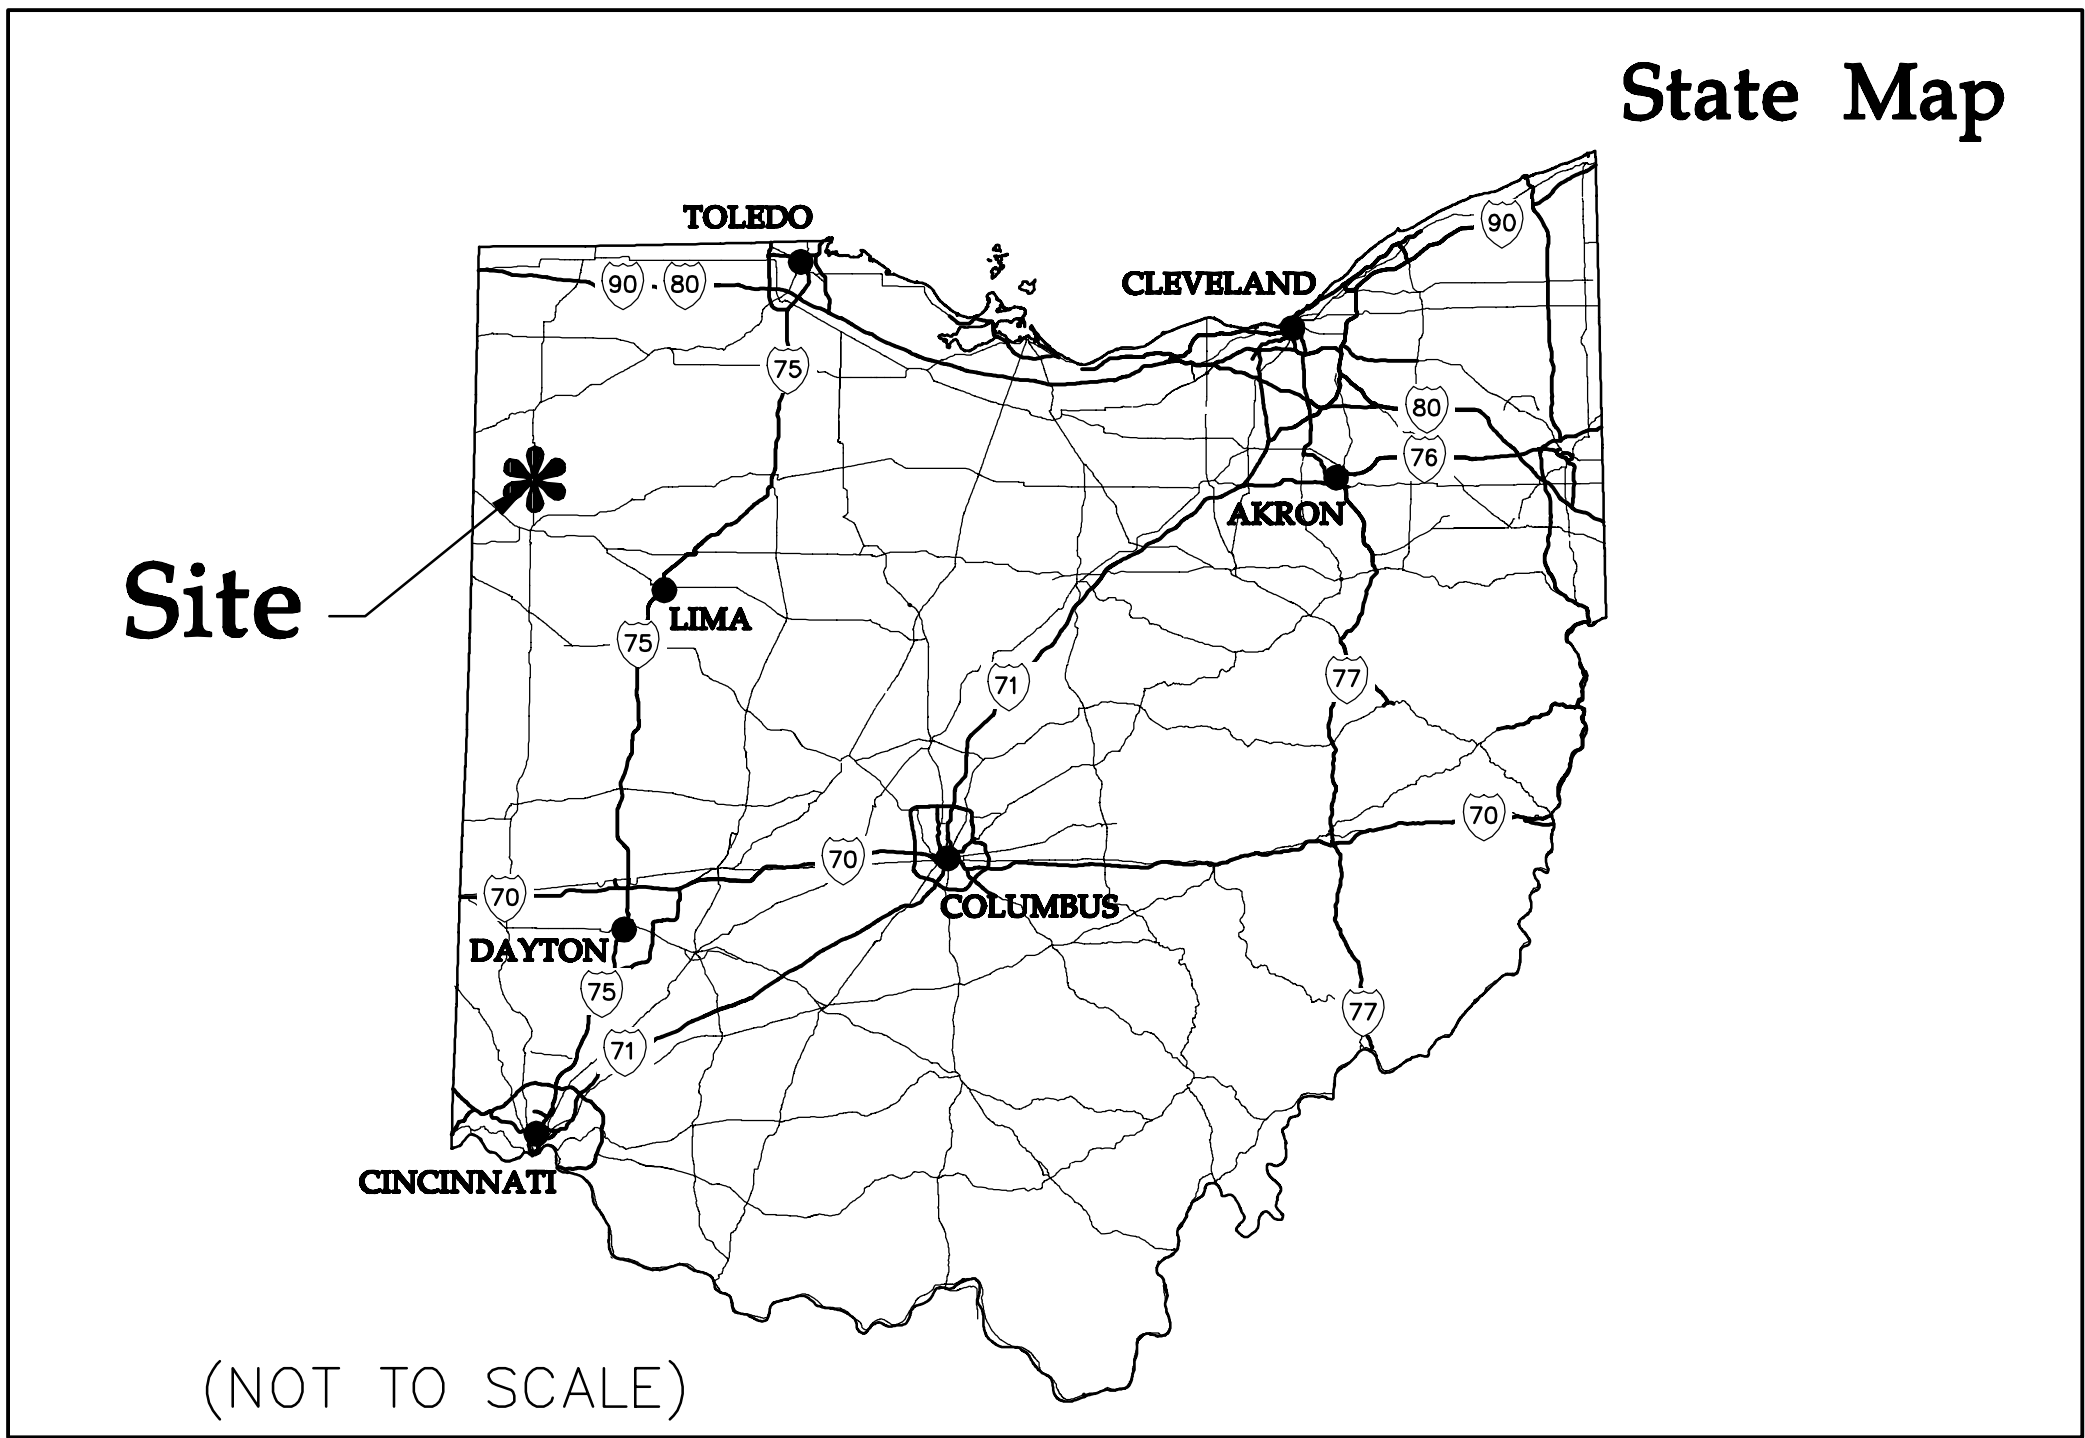 State Map
TOLEDO
90
90 80
CLEVELAND
75
80
76
AKRON
Site
LIMA
75
77
71
70
70
70
COLUMBUS
DAYTON
75
77
71
CINCINNATI
(NOT TO SCALE)